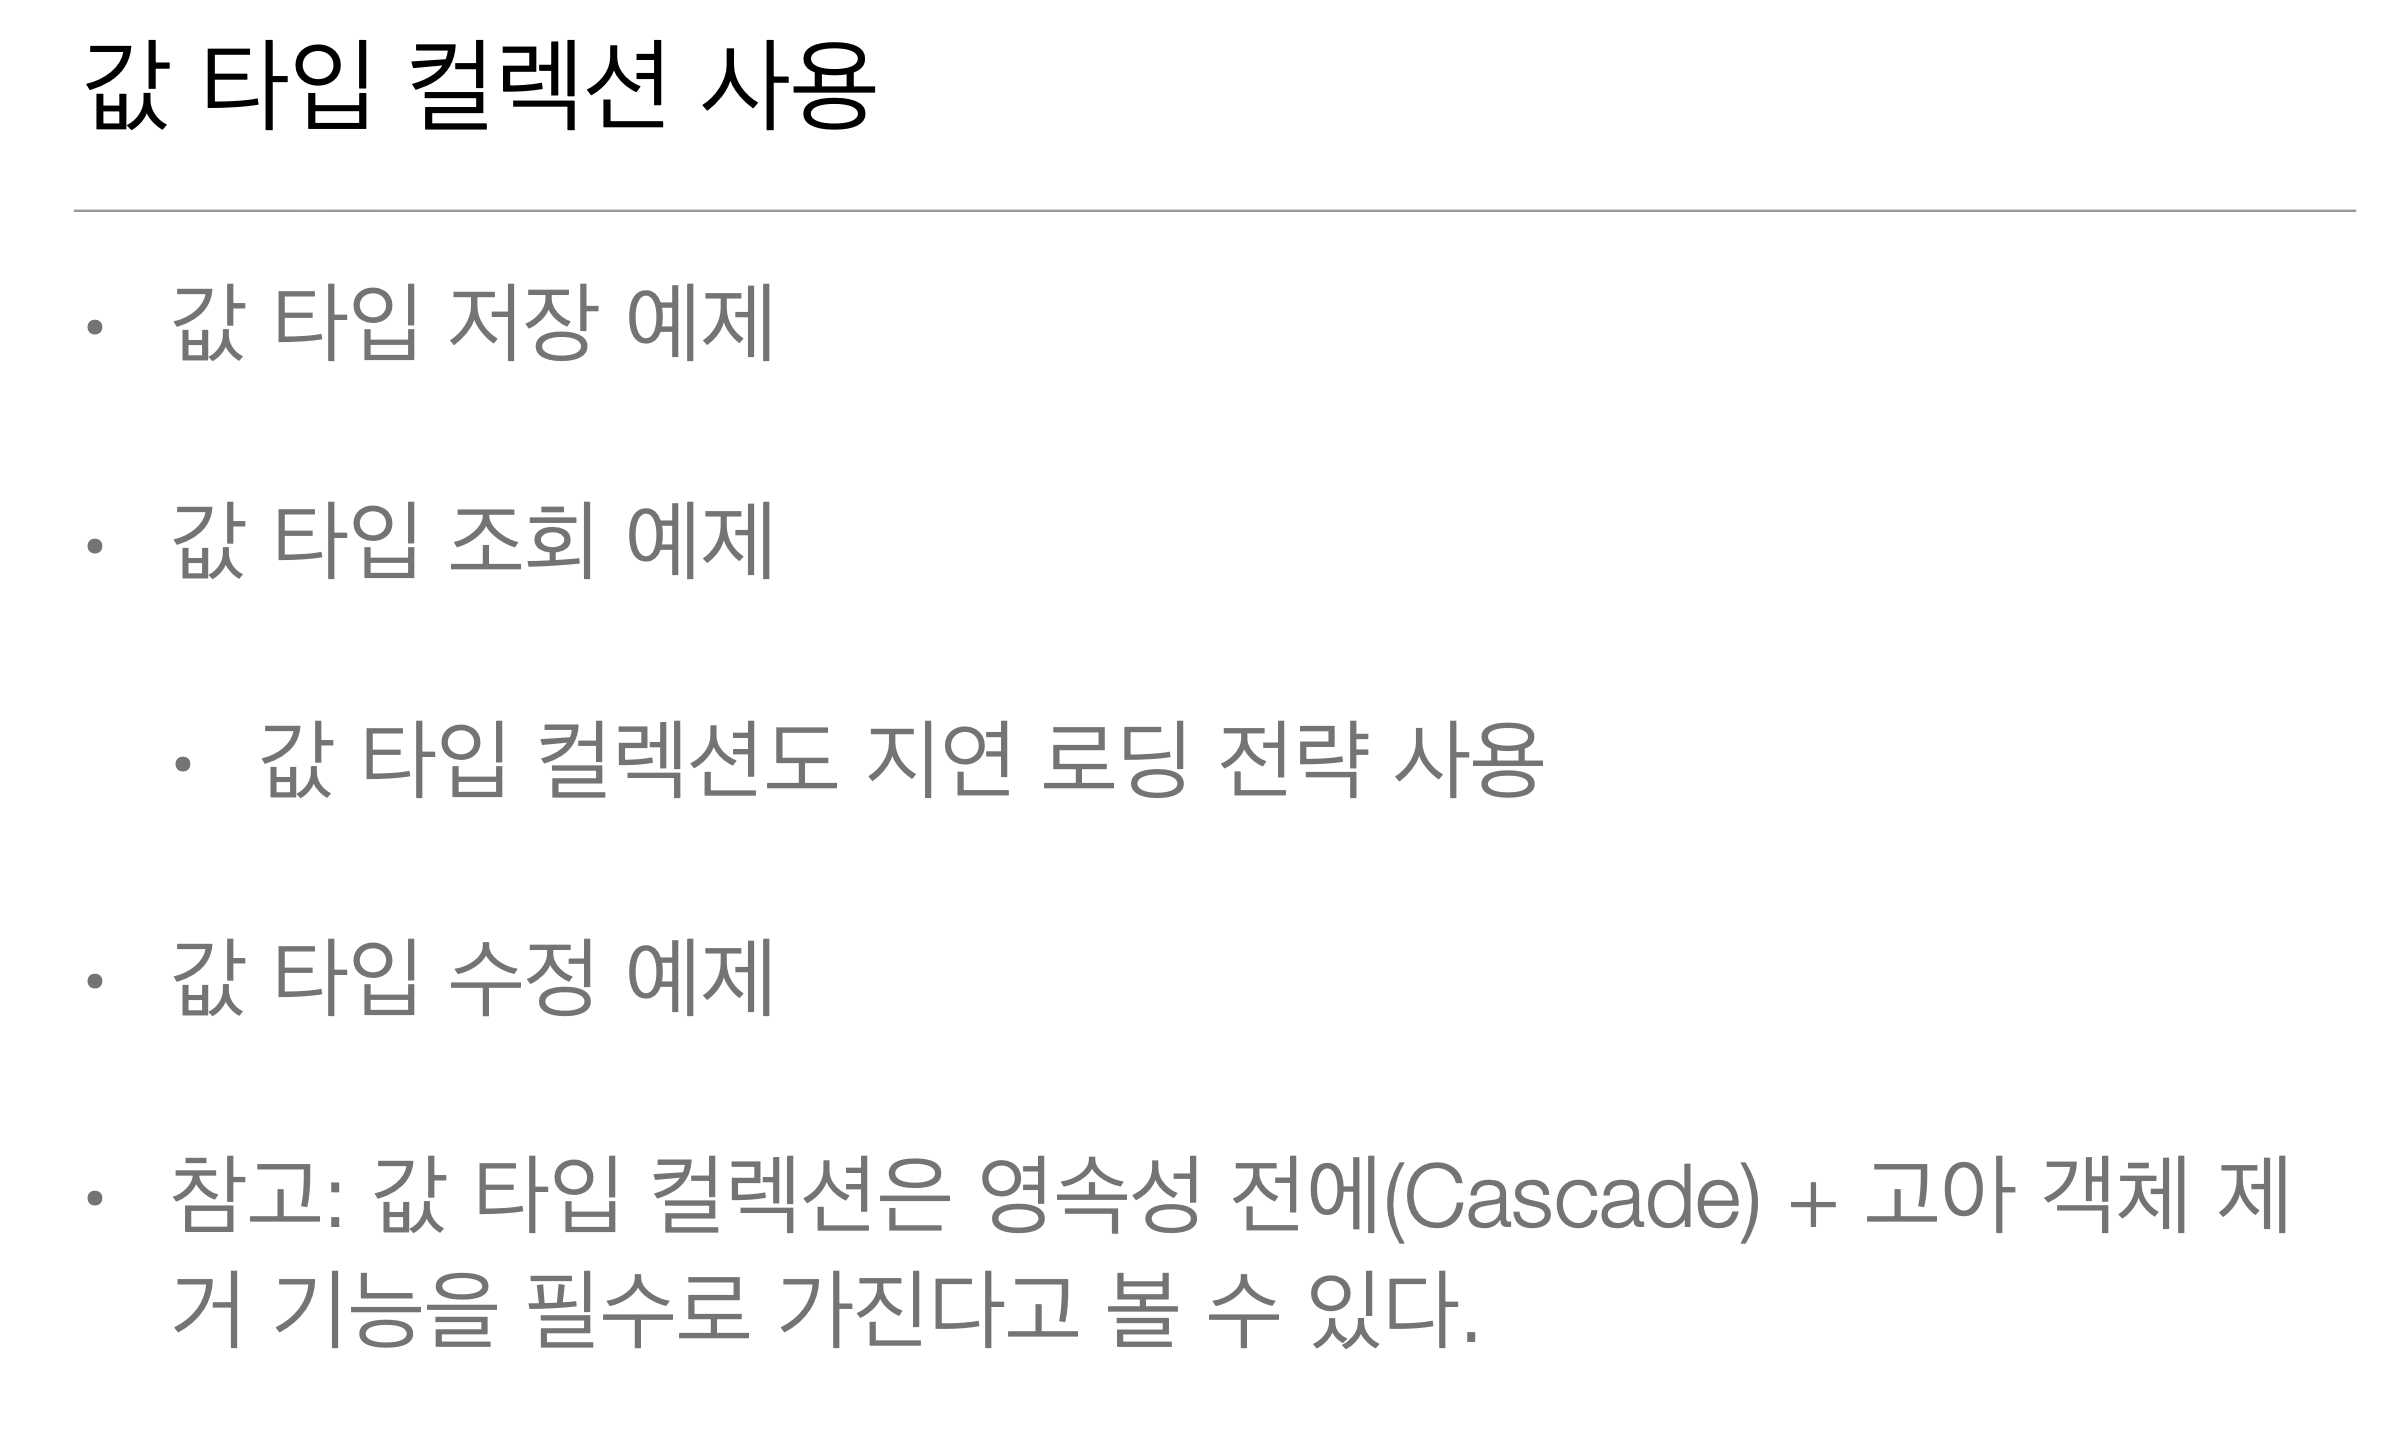 값 타입 컬렉션 사용
• 값 타입 저장 예제
• 값 타입 조회 예제
• 값 타입 컬렉션도 지연 로딩 전략 사용
• 값 타입 수정 예제
• 참고: 값 타입 컬렉션은 영속성 전에(Cascade) + 고아 객체 제
거 기능을 필수로 가진다고 볼 수 있다.